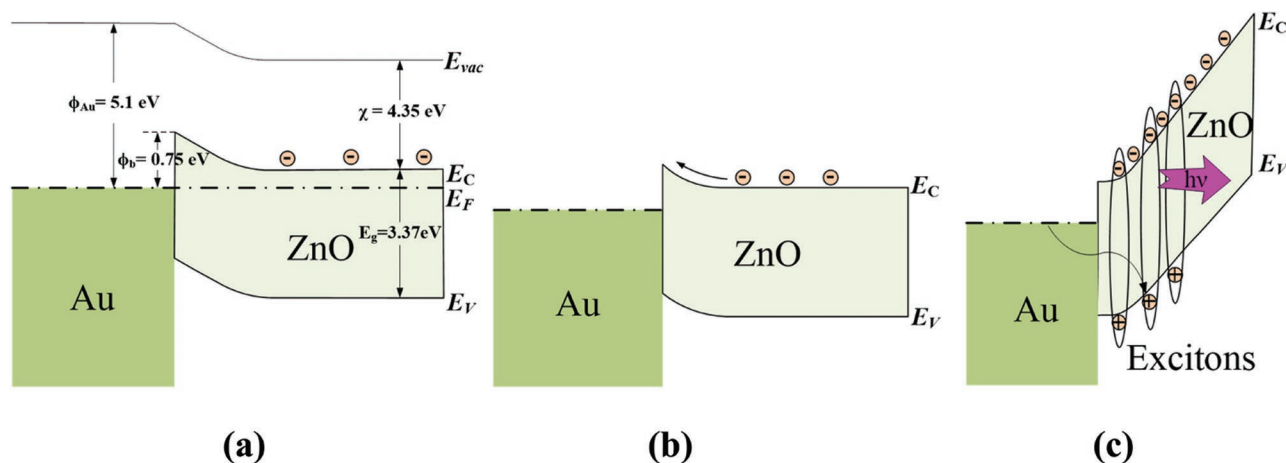 E_vac
ϕ_Au= 5.1 eV
χ = 4.35 eV
ϕ_b= 0.75 eV
E_C
E_F
E_g=3.37eV
ZnO
Au
E_V
(a)
E_C
ZnO
Au
E_V
(b)
E_C
ZnO
E_V
hν
Au
Excitons
(c)